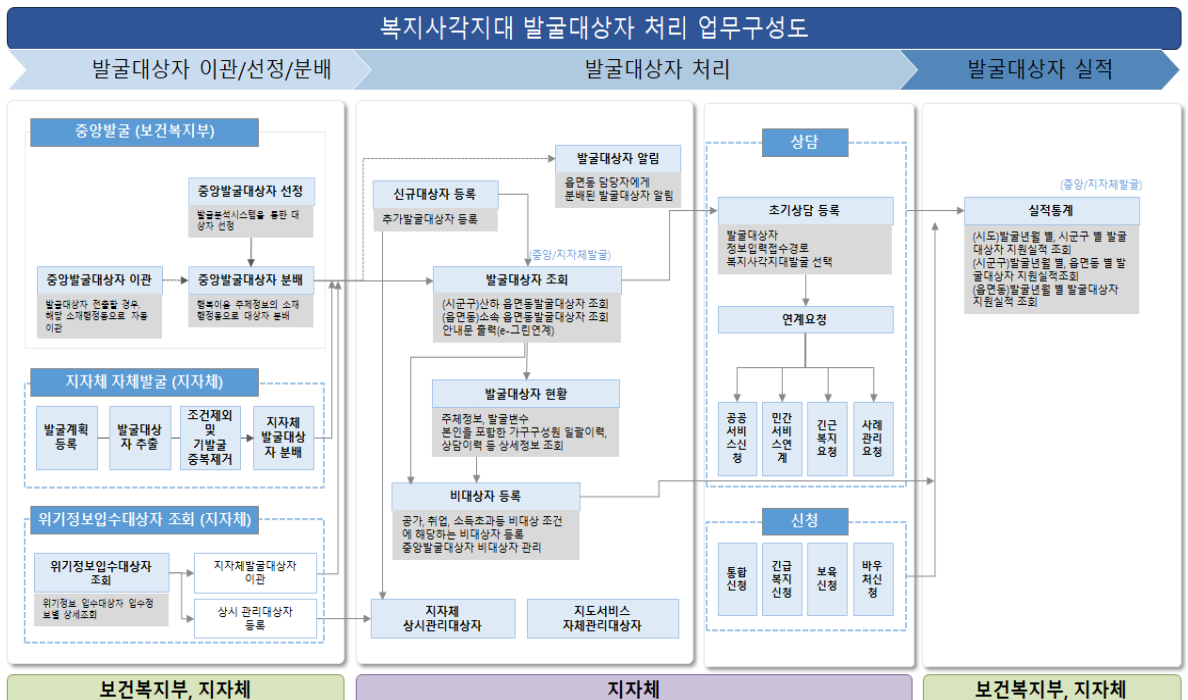 복지사각지대 발굴대상자 처리 업무구성도
발굴대상자 이관/선정/분배
발굴대상자 처리
발굴대상자 실적
중앙발굴 (보건복지부)
중앙발굴대상자 선정
발굴분석시스템을 통한 대
상자 선정
중앙발굴대상자 이관
발굴대상자 전출할 경우,
해당 소재행정동으로 자동
이관
중앙발굴대상자 분배
행복이음 주제정보의 소재
행정동으로 대상자 분배
지자체 자체발굴 (지자체)
발굴계획
등록
발굴대상
자 추출
조건제외
및
기발굴
중복제거
지자체
발굴대상
자 분배
위기정보입수대상자 조회 (지자체)
위기정보입수대상자
조회
위기정보 입수대상자 입수정
보별 상세조회
지자체발굴대상자
이관
상시 관리대상자
등록
발굴대상자 알림
읍면동 담당자에게
분배된 발굴대상자 알림
신규대상자 등록
추가발굴대상자 등록
(중앙/지자체발굴)
발굴대상자 조회
(시군구)산하 읍면동발굴대상자 조회
(읍면동)소속 읍면동발굴대상자 조회
안내문 출력(e-그린연계)
발굴대상자 현황
주제정보, 발굴변수
본인을 포함한 가구구성원 일괄이력,
상담이력 등 상세정보 조회
비대상자 등록
공가, 취업, 소득초과등 비대상 조건
에 해당하는 비대상자 등록
중앙발굴대상자 비대상자 관리
지자체
상시관리대상자
지도서비스
자체관리대상자
상담
초기상담 등록
발굴대상자
정보입력접수경로
복지사각지대발굴 선택
연계요청
공공
서비
스신
청
민간
서비
스연
계
긴근
복지
요청
사례
관리
요청
신청
통합
신청
긴급
복지
신청
보육
신청
바우
처신
청
(중앙/지자체발굴)
실적통계
(시도)발굴년월 별, 시군구 별 발굴
대상자 지원실적 조회
(시군구)발굴년월 별, 읍면동 별 발
굴대상자 지원실적조회
(읍면동)발굴년월 별 발굴대상자
지원실적 조회
보건복지부, 지자체
지자체
보건복지부, 지자체